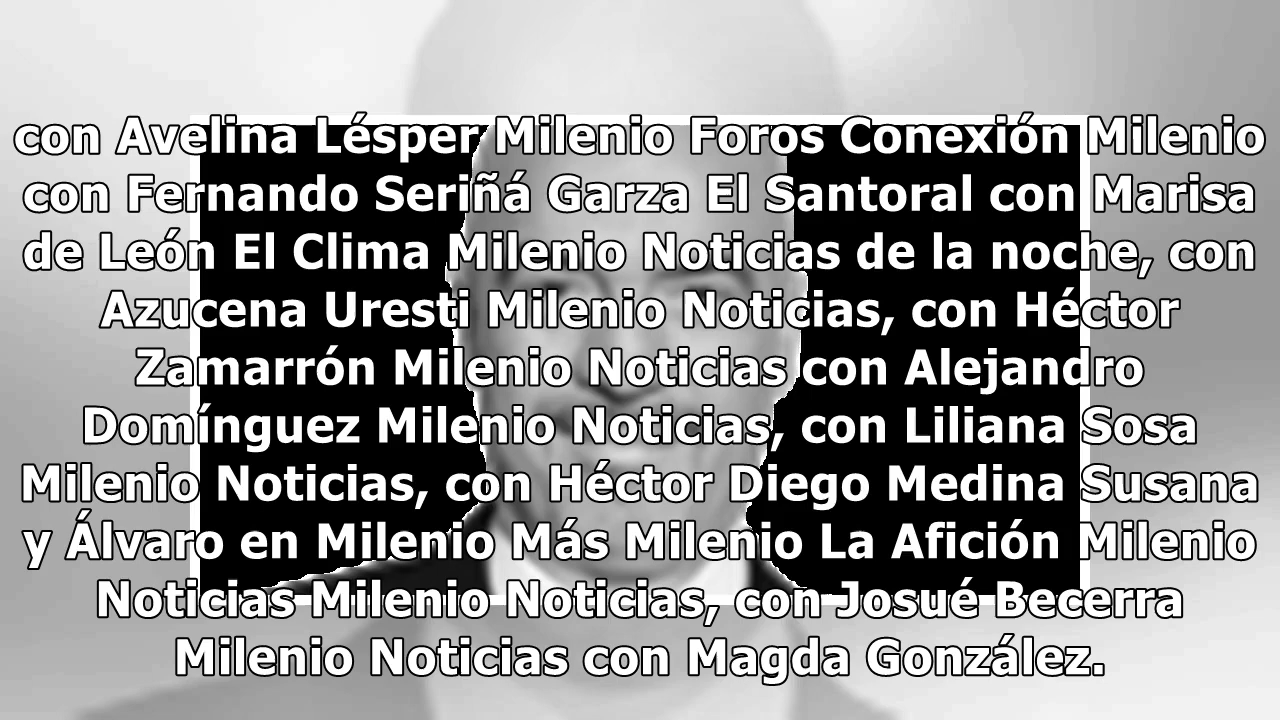 con Avelina Lésper Milenio Foros Conexión Milenio
con Fernando Seriñá Garza El Santoral con Marisa
de León El Clima Milenio Noticias de la noche, con
Azucena Uresti Milenio Noticias, con Héctor
Zamarrón Milenio Noticias con Alejandro
Domínguez Milenio Noticias, con Liliana Sosa
Milenio Noticias, con Héctor Diego Medina Susana
y Álvaro en Milenio Más Milenio La Afición Milenio
Noticias Milenio Noticias, con Josué Becerra
Milenio Noticias con Magda González.